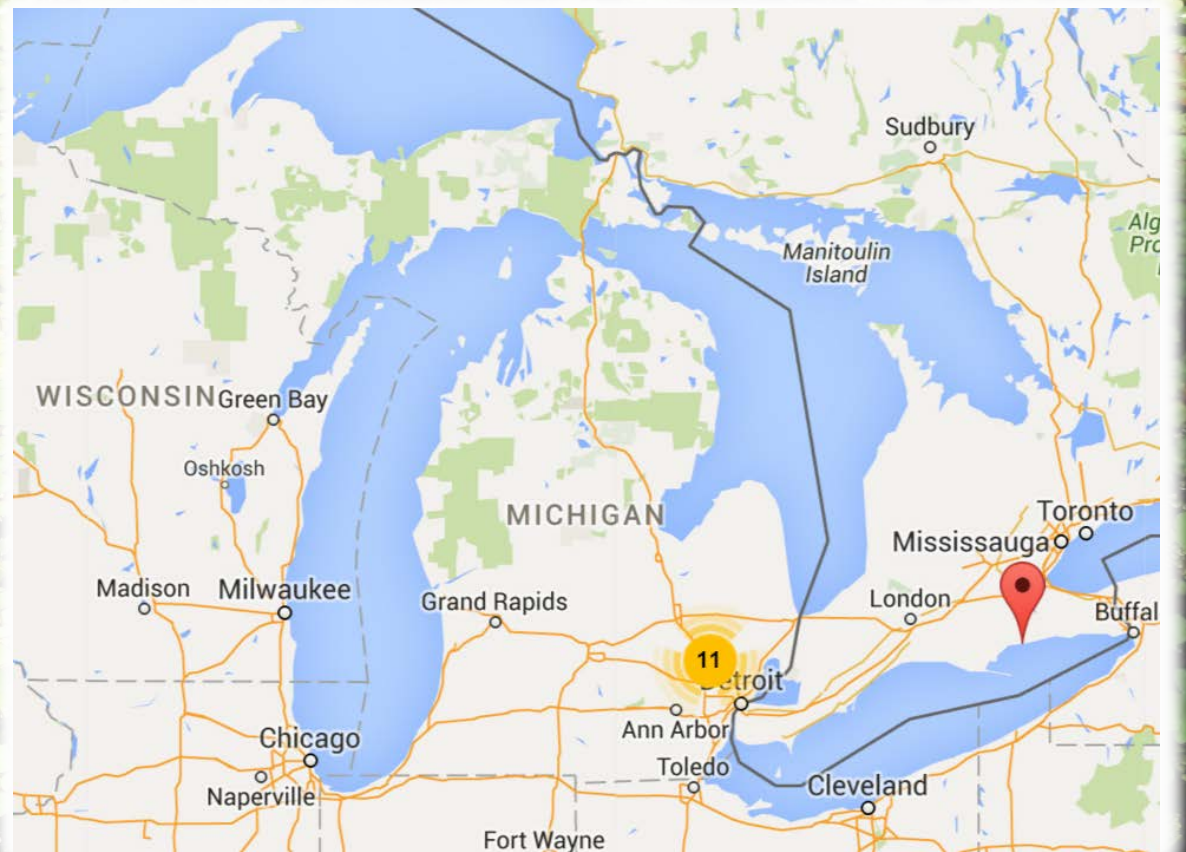 Sudbury
Alg
Pro
Manitoulin
Island
WISCONSIN
Green Bay
Oshkosh
MICHIGAN
Toronto
Mississauga
Madison
Milwaukee
Grand Rapids
London
Buffal
11
Detroit
Ann Arbor
Chicago
Toledo
Naperville
Cleveland
Fort Wayne